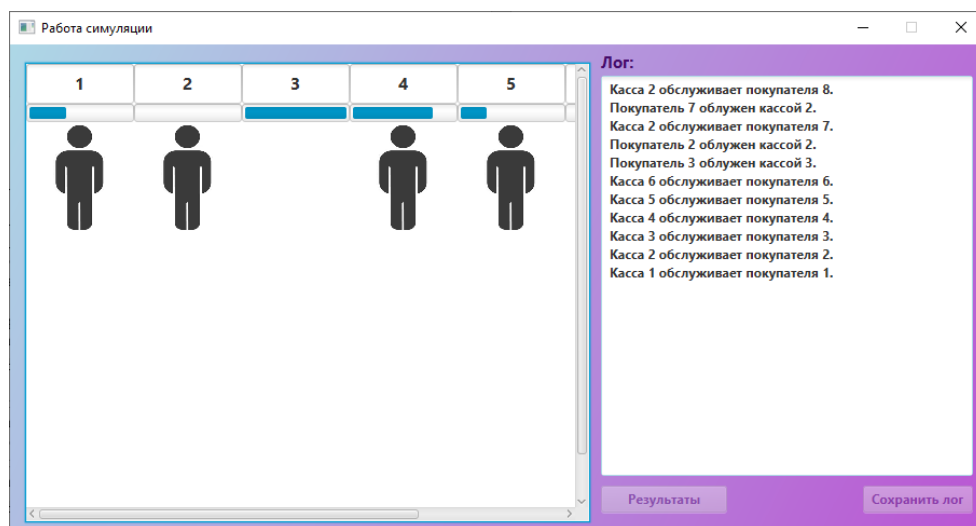 Работа симуляции
1 2 3 4 5
Лог:
Касса 2 обслуживает покупателя 8.
Покупатель 7 облужен кассой 2.
Касса 2 обслуживает покупателя 7.
Покупатель 2 облужен кассой 2.
Покупатель 3 облужен кассой 3.
Касса 6 обслуживает покупателя 6.
Касса 5 обслуживает покупателя 5.
Касса 4 обслуживает покупателя 4.
Касса 3 обслуживает покупателя 3.
Касса 2 обслуживает покупателя 2.
Касса 1 обслуживает покупателя 1.
Результаты
Сохранить лог